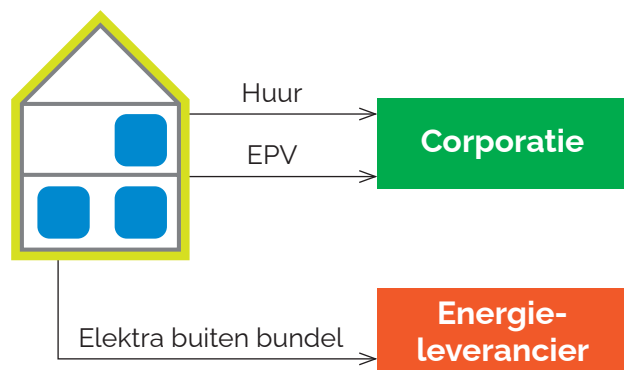 Huur
Corporatie
EPV
Elektra buiten bundel
Energie-
leverancier